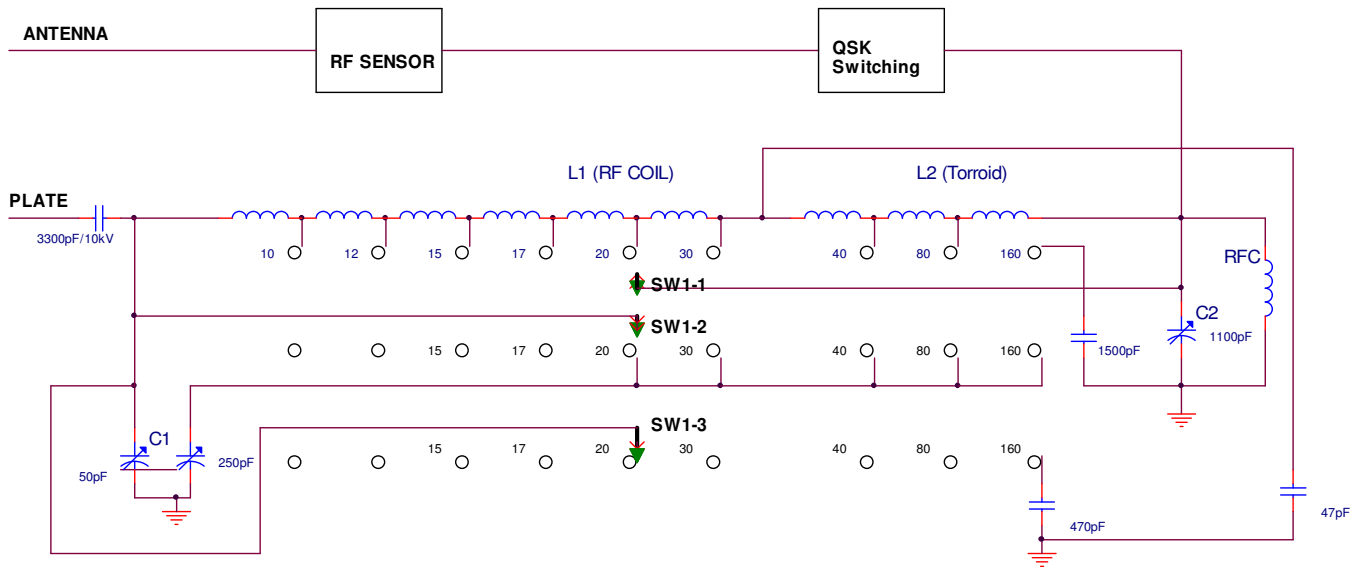 ANTENNA
RF SENSOR
QSK
Switching
L1 (RF COIL)
L2 (Torroid)
PLATE
3300pF/10kV
10
12
15
17
20
30
40
80
160
RFC
SW1-1
SW1-2
C2
1100pF
1500pF
15
17
20
30
40
80
160
SW1-3
C1
50pF
250pF
15
17
20
30
40
80
160
470pF
47pF